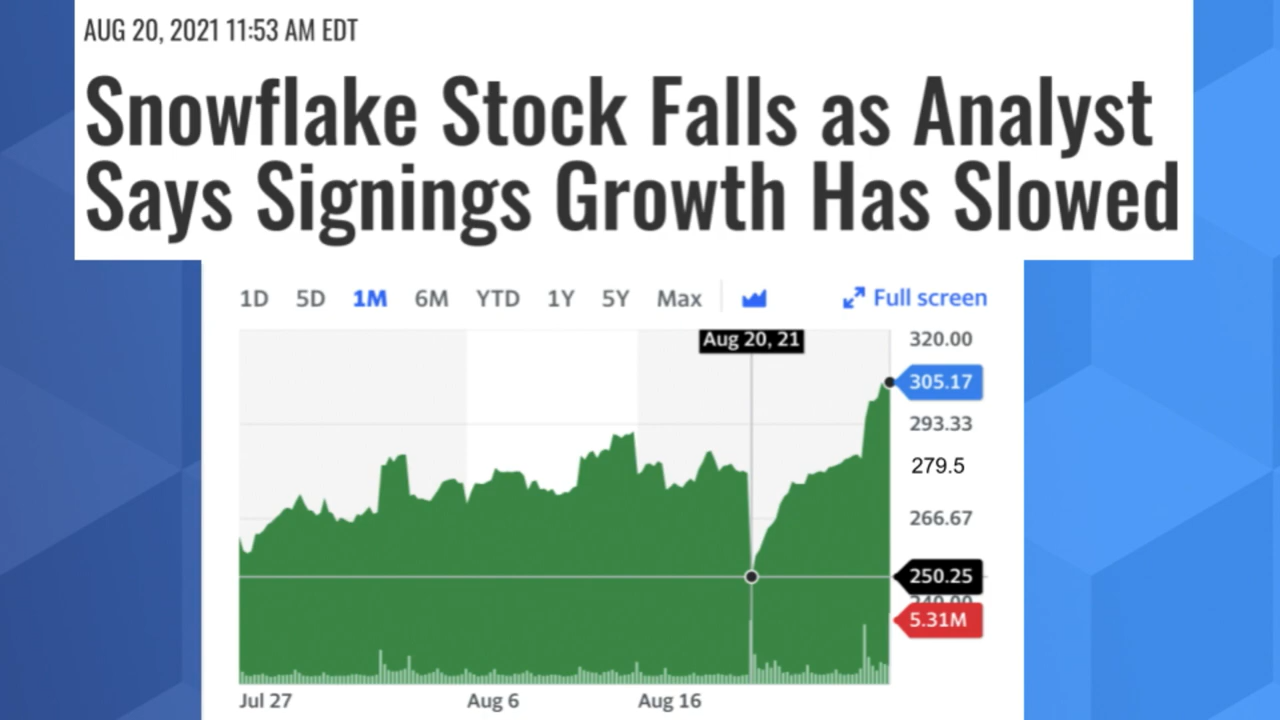 AUG 20, 2021 11:53 AM EDT
Snowflake Stock Falls as Analyst
Says Signings Growth Has Slowed
1D 5D 1M 6M YTD 1Y 5Y Max Full screen
Aug 20, 21
320.00
305.17
293.33
279.5
266.67
250.25
240.00
5.31M
Jul 27 Aug 6 Aug 16